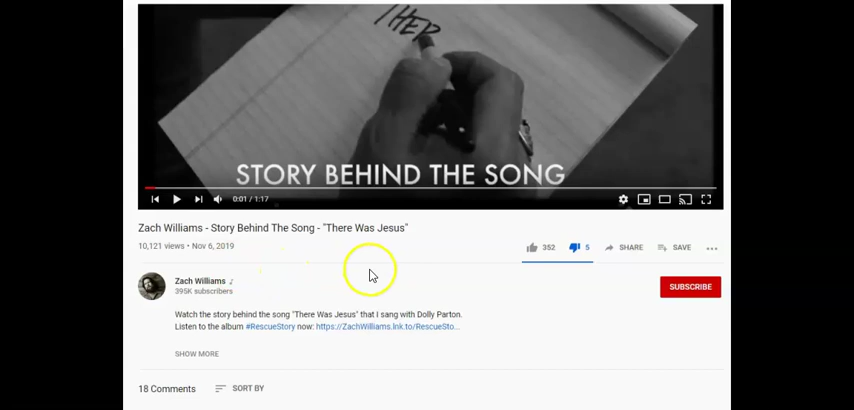 THER
STORY BEHIND THE SONG
0:01 / 1:17
Zach Williams - Story Behind The Song - "There Was Jesus"
10,121 views • Nov 6, 2019
352 5 SHARE SAVE
Zach Williams
395K subscribers
SUBSCRIBE
Watch the story behind the song "There Was Jesus" that I sang with Dolly Parton.
Listen to the album #RescueStory now: https://ZachWilliams.lnk.to/RescueSto...
SHOW MORE
18 Comments SORT BY